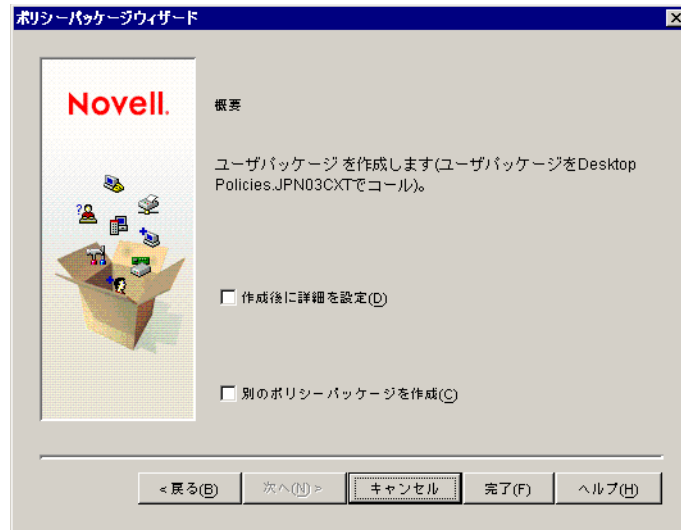 ポリシーパッケージウィザード
Novell.
概要
ユーザパッケージ を作成します(ユーザパッケージをDesktop
Policies.JPN03CXTでコール)。
作成後に詳細を設定(D)
別のポリシーパッケージを作成(C)
<戻る(B)
次へ(N)>
キャンセル
完了(F)
ヘルプ(H)